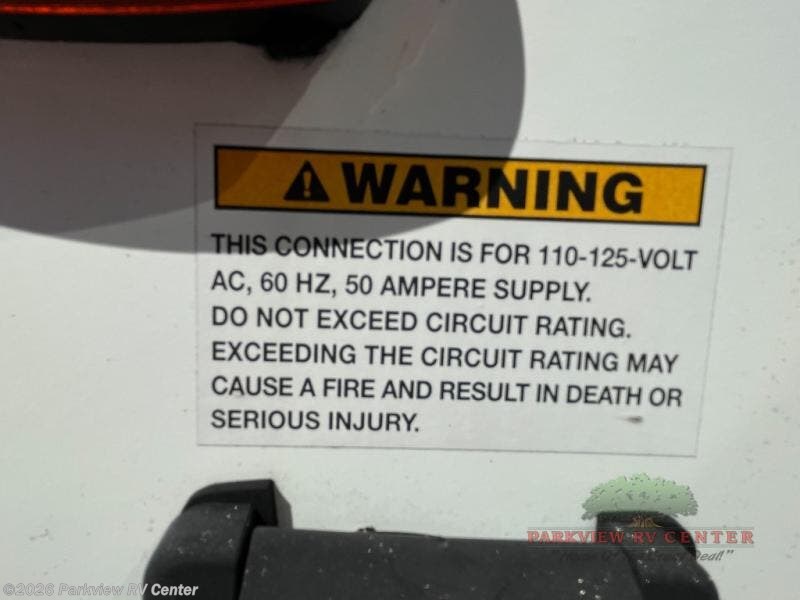 WARNING
THIS CONNECTION IS FOR 110-125-VOLT
AC, 60 HZ, 50 AMPERE SUPPLY.
DO NOT EXCEED CIRCUIT RATING.
EXCEEDING THE CIRCUIT RATING MAY
CAUSE A FIRE AND RESULT IN DEATH OR
SERIOUS INJURY.
PARKVIEW RV CENTER
Deal!"
©2026 Parkview RV Center